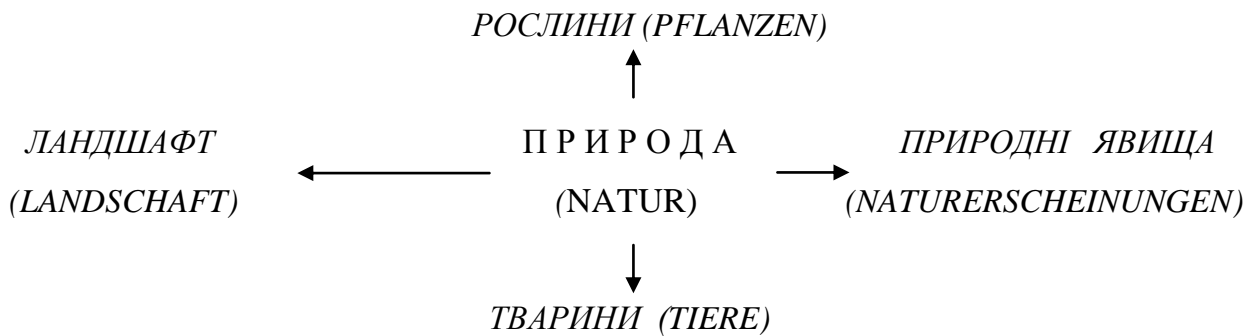 РОСЛИНИ (PFLANZEN)
ЛАНДШАФТ
(LANDSCHAFT)
П Р И Р О Д А
(NATUR)
ПРИРОДНІ ЯВИЩА
(NATURERSCHEINUNGEN)
ТВАРИНИ (TIERE)